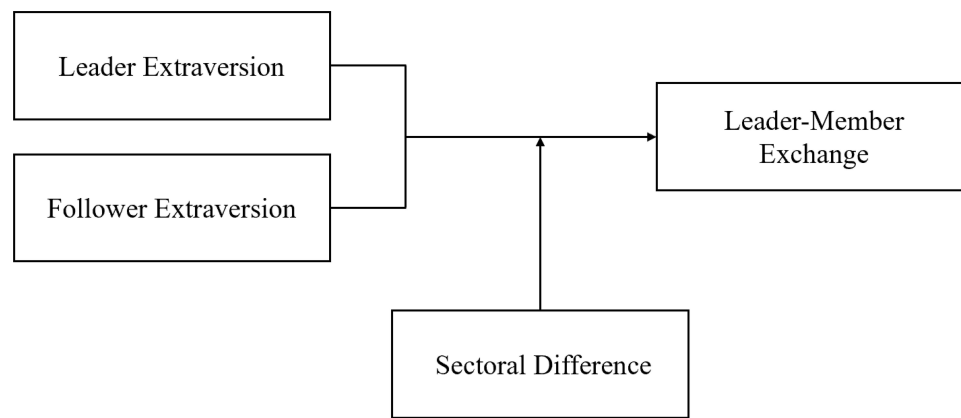 Leader Extraversion
Leader-Member
Exchange
Follower Extraversion
Sectoral Difference